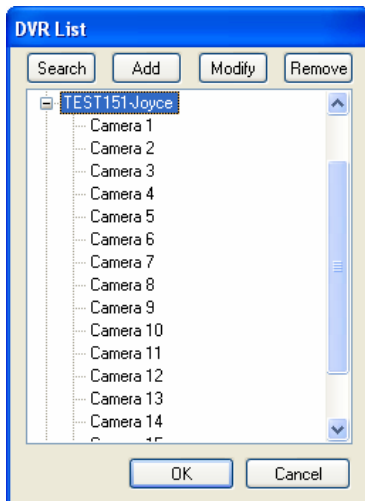 DVR List
Search Add Modify Remove
TEST151-Joyce
Camera 1
Camera 2
Camera 3
Camera 4
Camera 5
Camera 6
Camera 7
Camera 8
Camera 9
Camera 10
Camera 11
Camera 12
Camera 13
Camera 14
Camera 15
OK Cancel